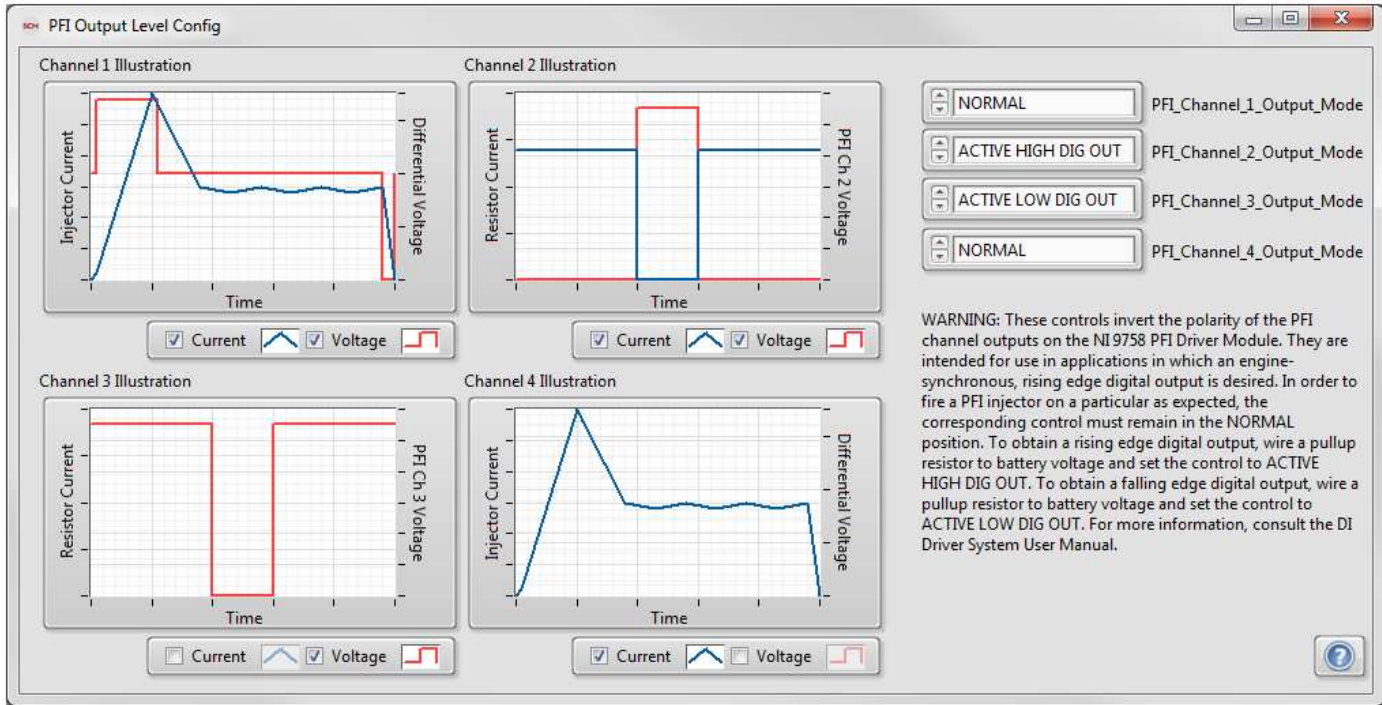 SCM PFI Output Level Config
Channel 1 Illustration
Injector Current
Differential Voltage
Time
Current Voltage
Channel 2 Illustration
Resistor Current
PFI Ch 2 Voltage
Time
Current Voltage
Channel 3 Illustration
Resistor Current
PFI Ch 3 Voltage
Time
Current Voltage
Channel 4 Illustration
Injector Current
Differential Voltage
Time
Current Voltage
NORMAL PFI_Channel_1_Output_Mode
ACTIVE HIGH DIG OUT PFI_Channel_2_Output_Mode
ACTIVE LOW DIG OUT PFI_Channel_3_Output_Mode
NORMAL PFI_Channel_4_Output_Mode
WARNING: These controls invert the polarity of the PFI
channel outputs on the NI 9758 PFI Driver Module. They are
intended for use in applications in which an engine-
synchronous, rising edge digital output is desired. In order to
fire a PFI injector on a particular as expected, the
corresponding control must remain in the NORMAL
position. To obtain a rising edge digital output, wire a pullup
resistor to battery voltage and set the control to ACTIVE
HIGH DIG OUT. To obtain a falling edge digital output, wire a
pullup resistor to battery voltage and set the control to
ACTIVE LOW DIG OUT. For more information, consult the DI
Driver System User Manual.
?